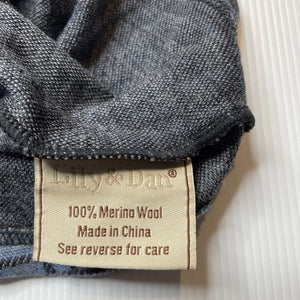 Lilly & Dan®
100% Merino Wool
Made in China
See reverse for care